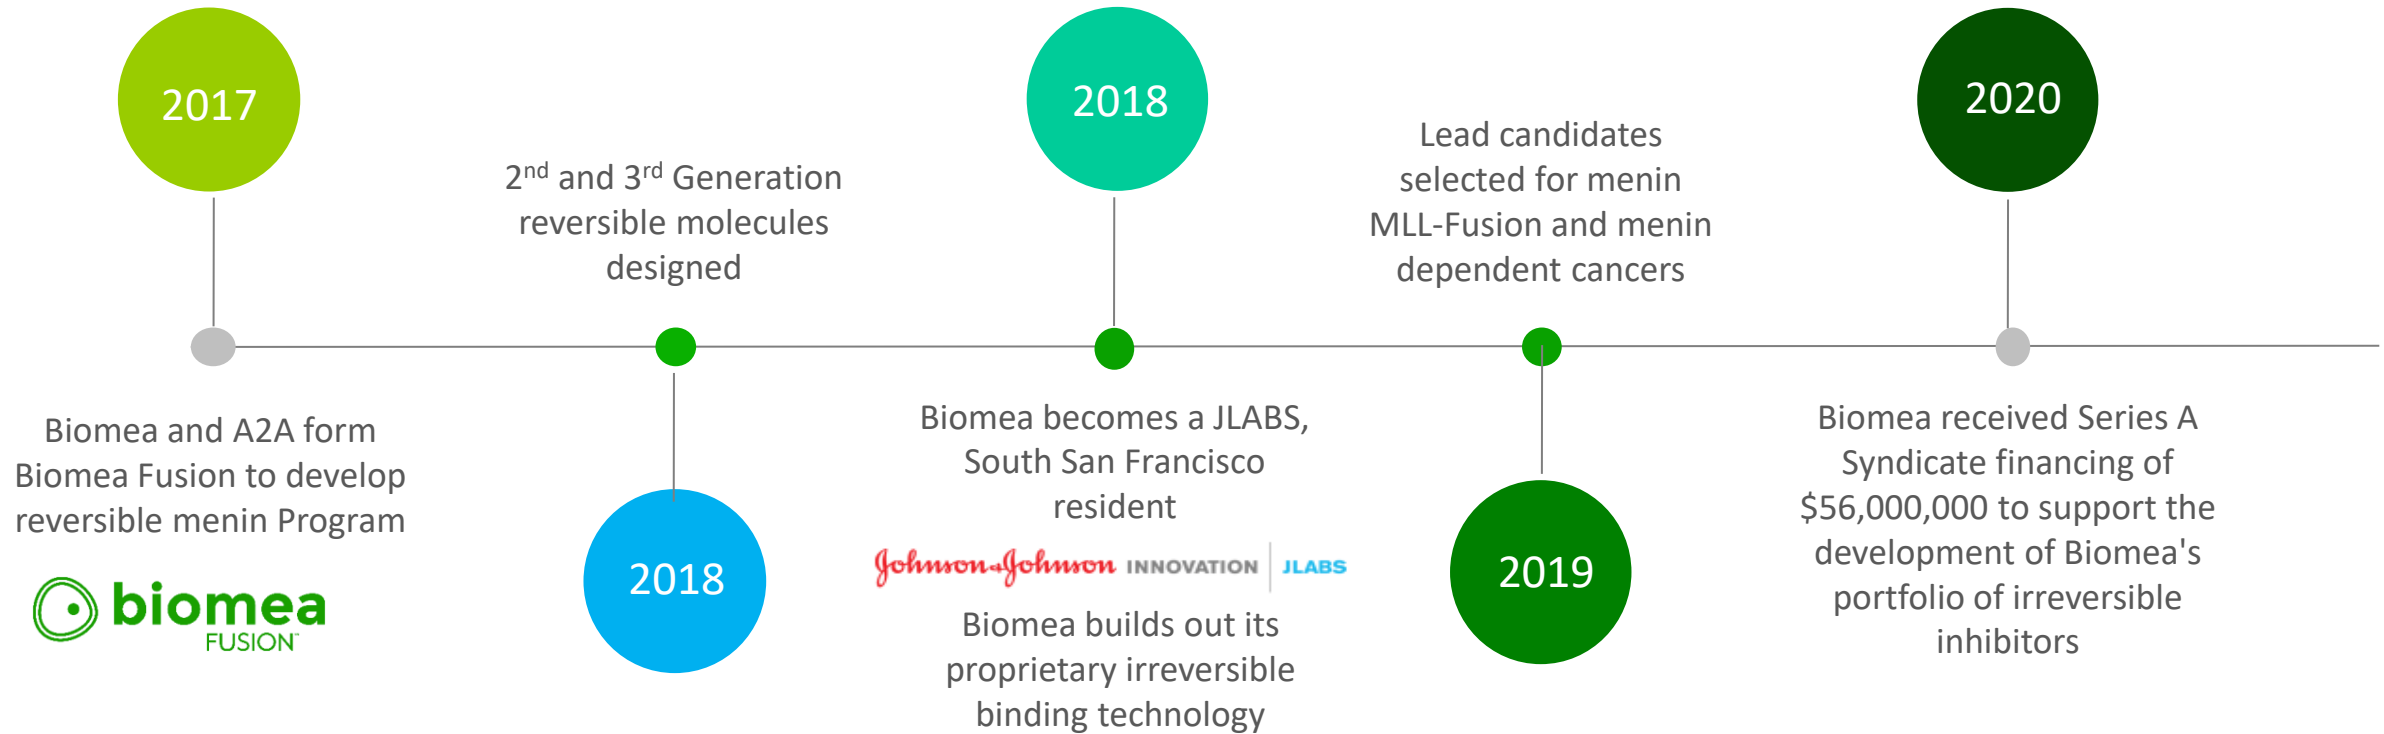 2017
Biomea and A2A form
Biomea Fusion to develop
reversible menin Program
biomea
FUSION™
2nd and 3rd Generation
reversible molecules
designed
2018
2018
Biomea becomes a JLABS,
South San Francisco
resident
Johnson&Johnson INNOVATION JLABS
Biomea builds out its
proprietary irreversible
binding technology
Lead candidates
selected for menin
MLL-Fusion and menin
dependent cancers
2019
2020
Biomea received Series A
Syndicate financing of
$56,000,000 to support the
development of Biomea's
portfolio of irreversible
inhibitors